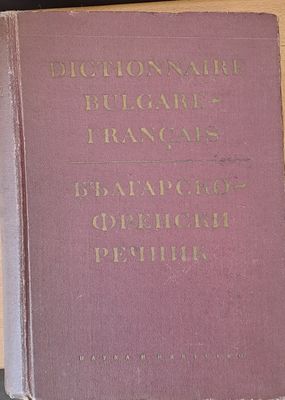 DICTIONNAIRE
BULGARE-
FRANÇAIS
БЪЛГАРСКО-
ФРЕНСКИ
РЕЧНИК
НАУКА И ИЗКУСТВО